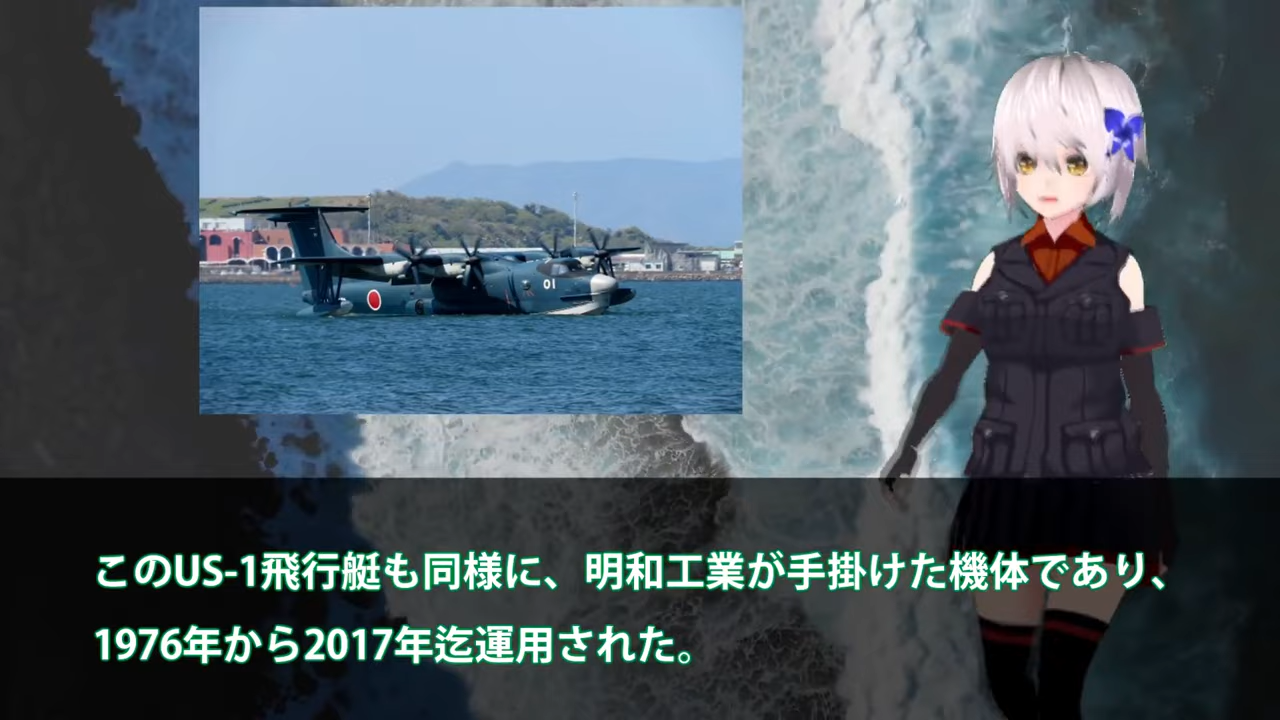 01
このUS-1飛行艇も同様に、明和工業が手掛けた機体であり、
1976年から2017年迄運用された。